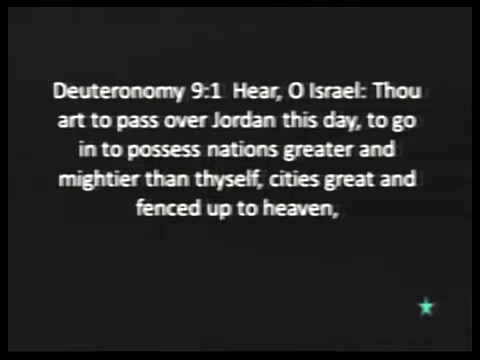 Deuteronomy 9:1  Hear, O Israel: Thou
art to pass over Jordan this day, to go
in to possess nations greater and
mightier than thyself, cities great and
fenced up to heaven,